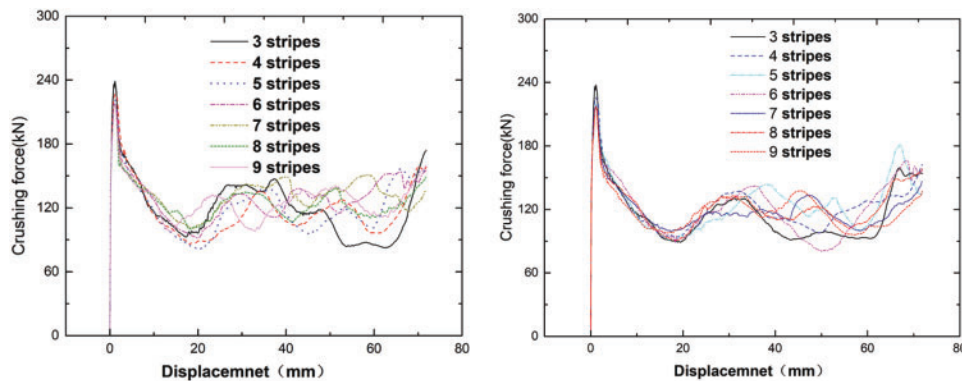 300
240
180
120
60
0
Crushing force(kN)
3 stripes
4 stripes
5 stripes
6 stripes
7 stripes
8 stripes
9 stripes
0 20 40 60 80
Displacemnet (mm)
300
240
180
120
60
0
Crushing force(kN)
3 stripes
4 stripes
5 stripes
6 stripes
7 stripes
8 stripes
9 stripes
0 20 40 60 80
Displacemnet (mm)